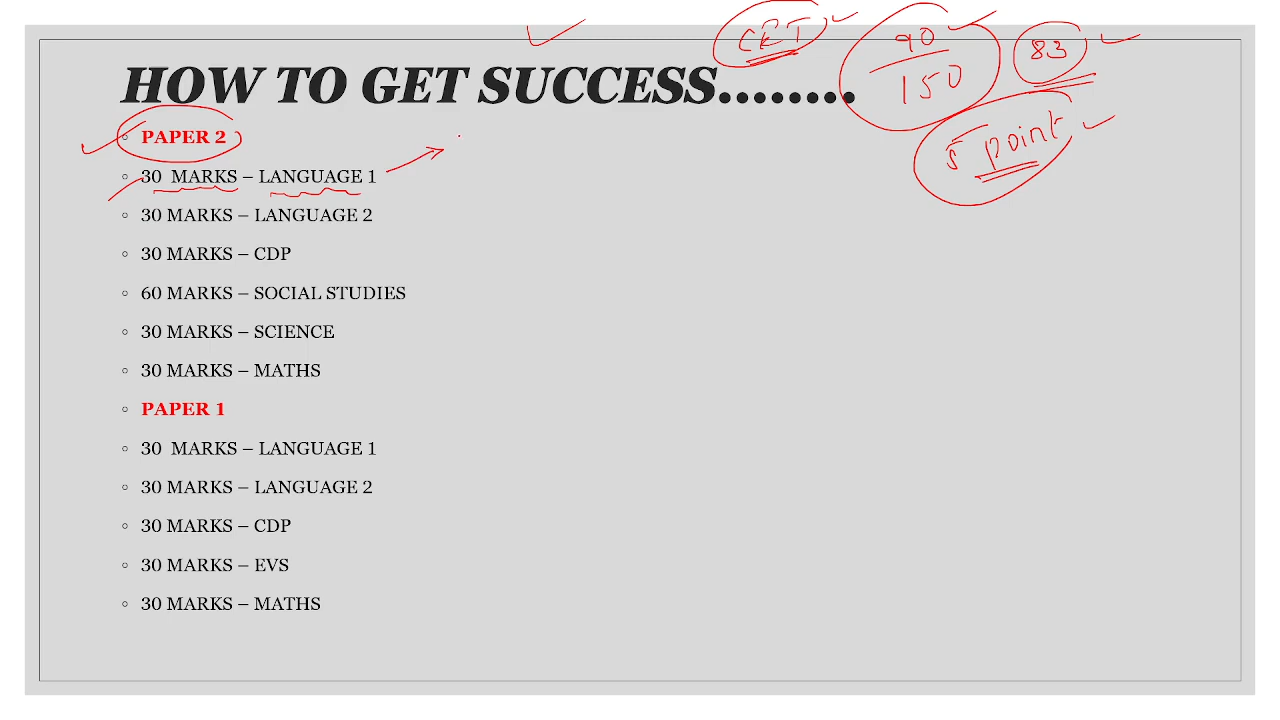 CET
90
150
83
5 point
HOW TO GET SUCCESS........
PAPER 2
30 MARKS – LANGUAGE 1
30 MARKS – LANGUAGE 2
30 MARKS – CDP
60 MARKS – SOCIAL STUDIES
30 MARKS – SCIENCE
30 MARKS – MATHS
PAPER 1
30 MARKS – LANGUAGE 1
30 MARKS – LANGUAGE 2
30 MARKS – CDP
30 MARKS – EVS
30 MARKS – MATHS